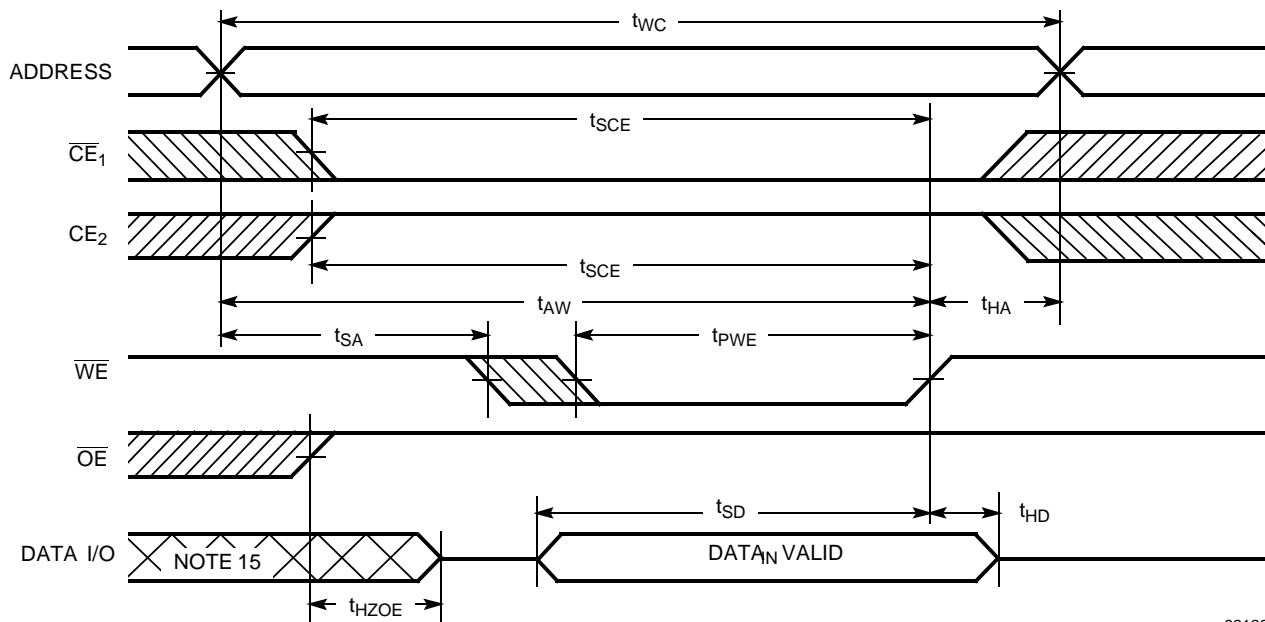 tWC
ADDRESS
tSCE
CE1
CE2
tSCE
tAW
tHA
tSA
tPWE
WE
OE
tSD
tHD
DATA I/O
NOTE 15
DATAIN VALID
tHZOE